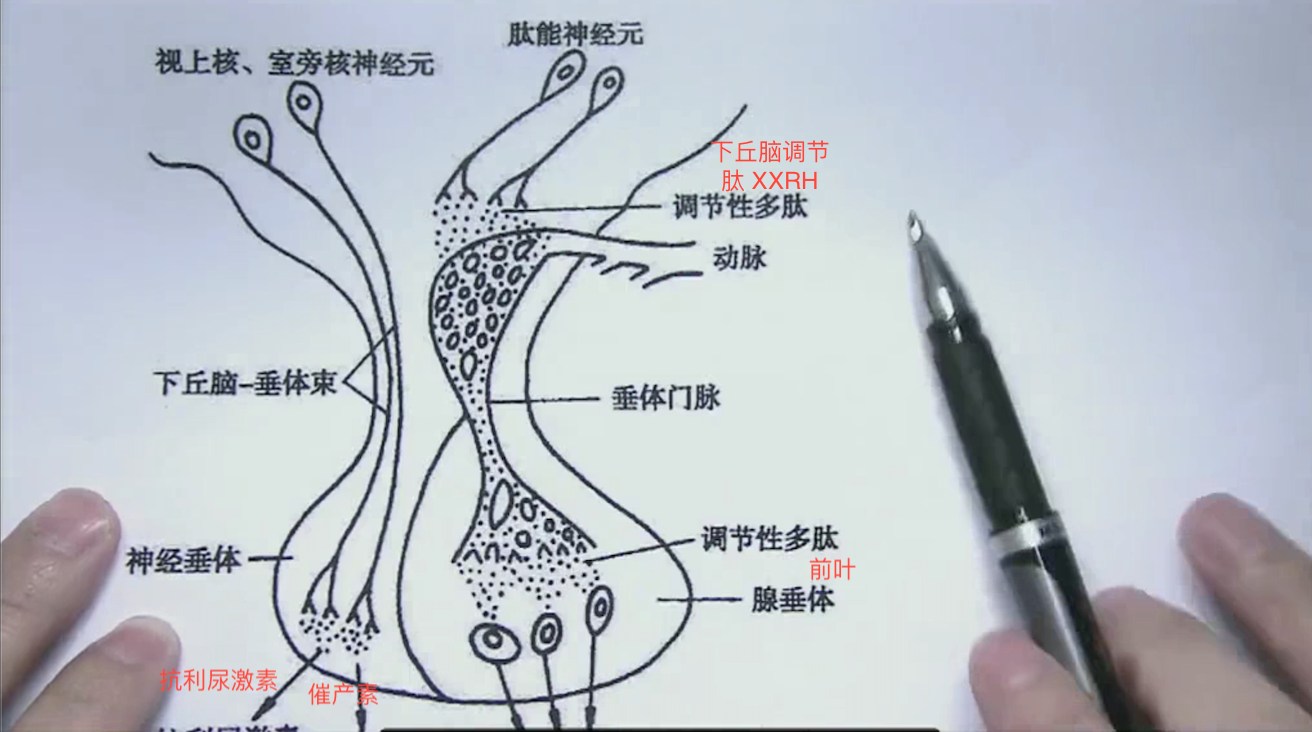 肽能神经元
视上核、室旁核神经元
下丘脑调节
肽 XXRH
调节性多肽
动脉
下丘脑-垂体束
垂体门脉
调节性多肽
神经垂体
前叶
腺垂体
抗利尿激素
催产素